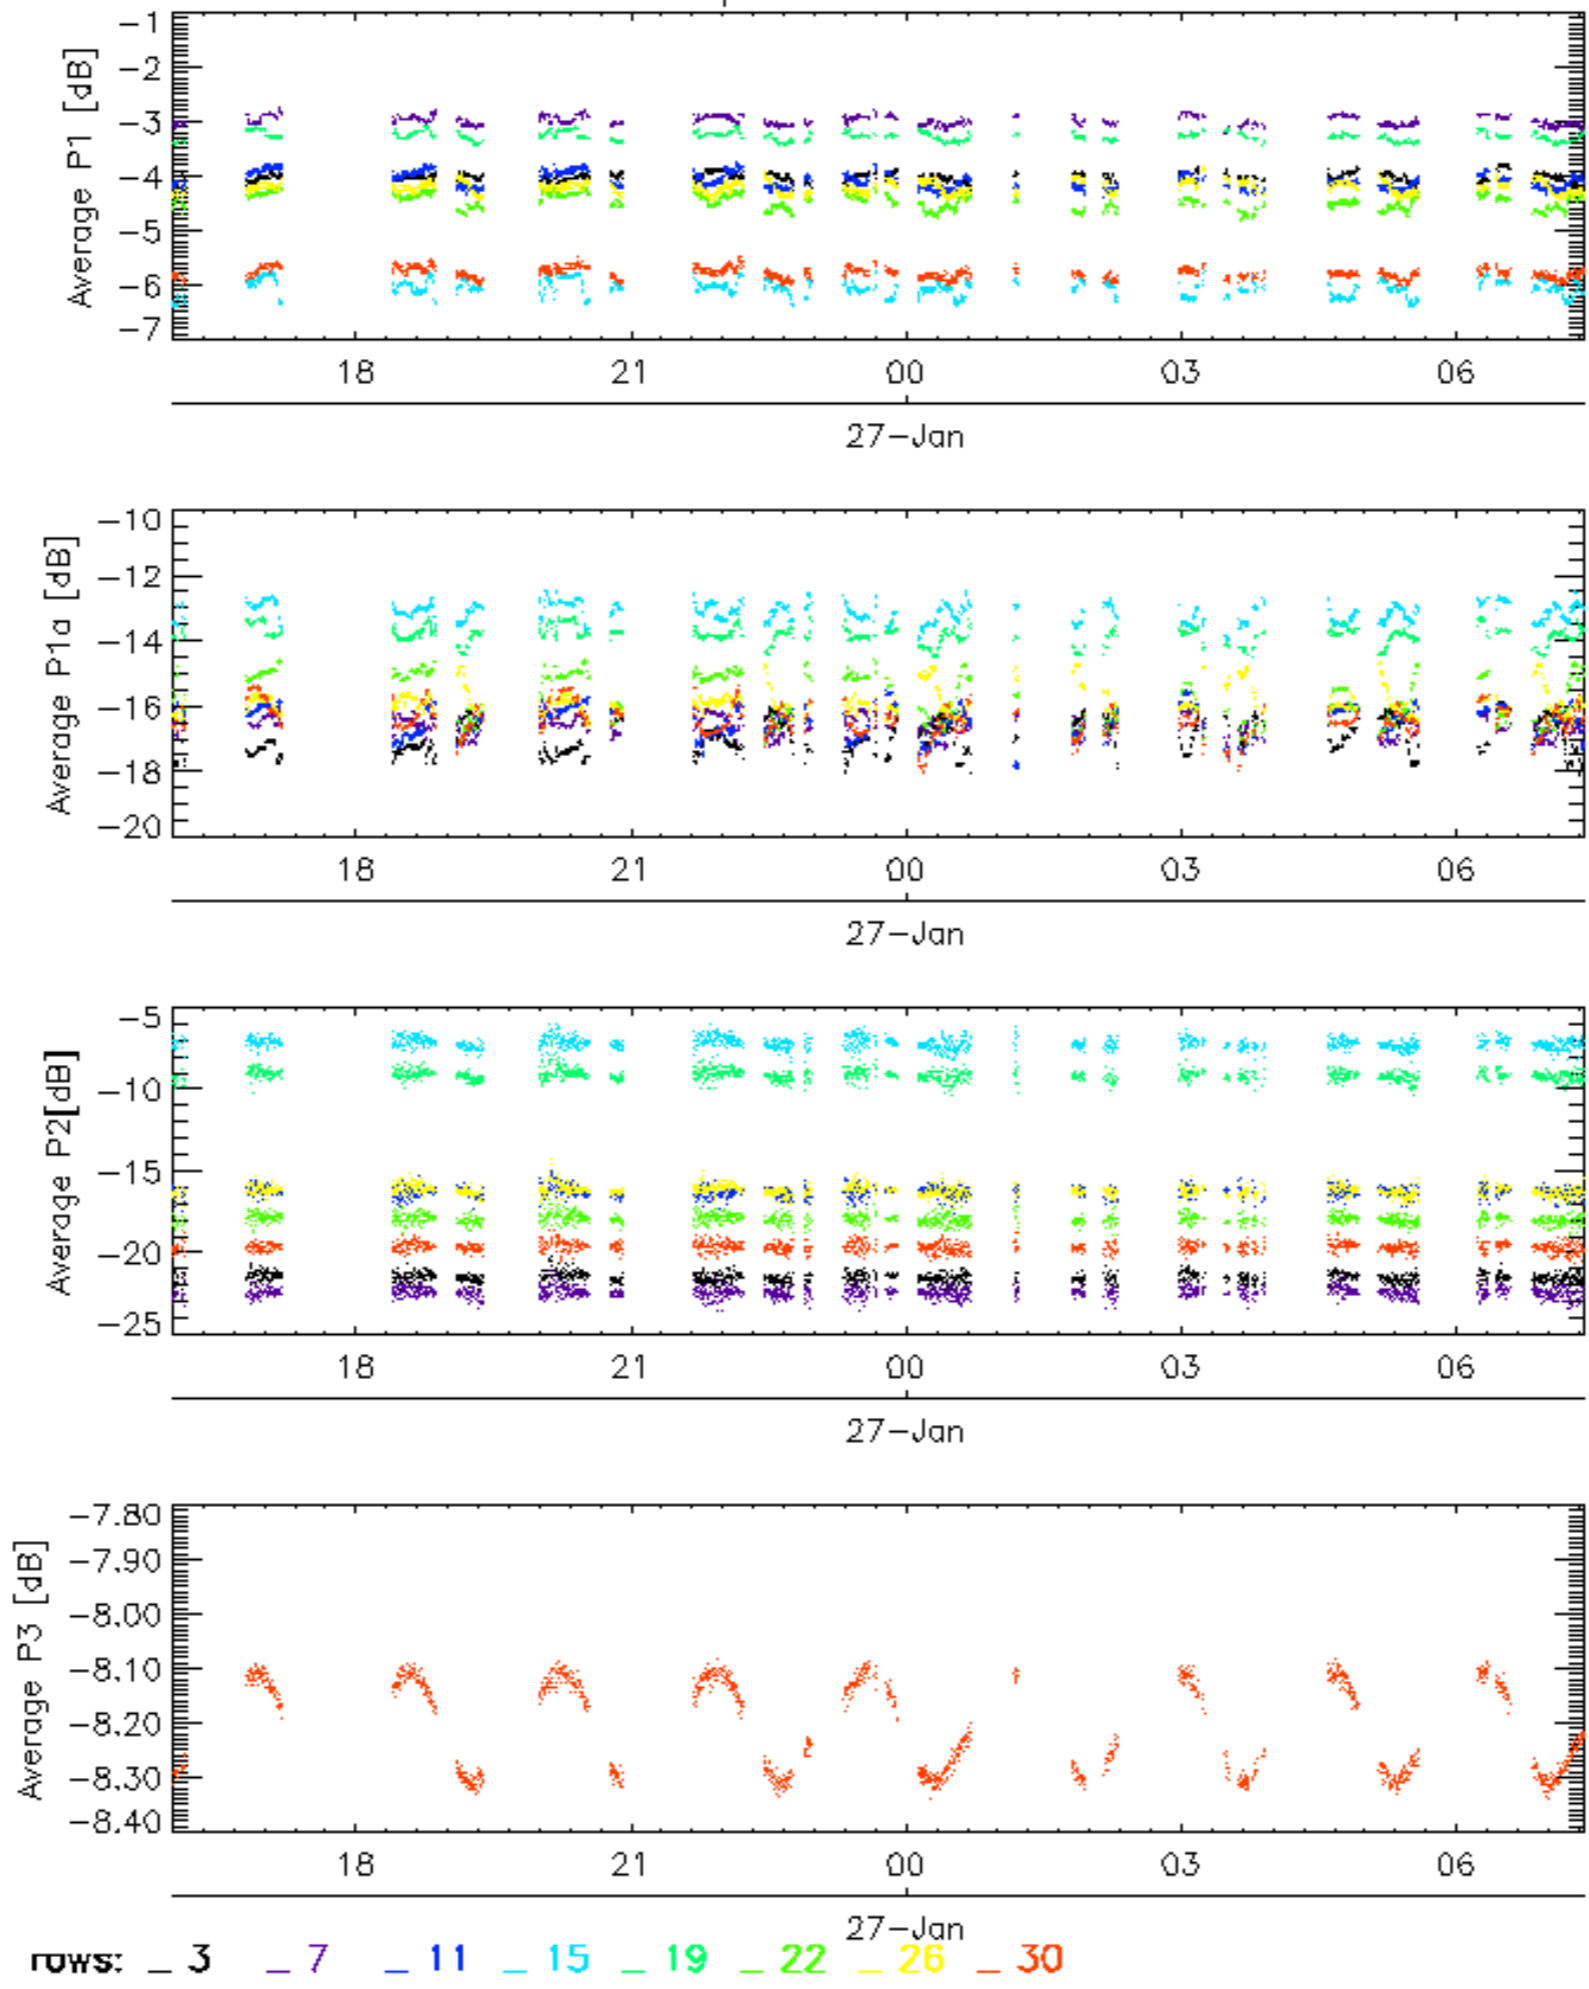 Average P1 [dB]
-1
-2
-3
-4
-5
-6
-7
18 21 00 03 06
27-Jan
Average P1a [dB]
-10
-12
-14
-16
-18
-20
18 21 00 03 06
27-Jan
Average P2[dB]
-5
-10
-15
-20
-25
18 21 00 03 06
27-Jan
Average P3 [dB]
-7.80
-7.90
-8.00
-8.10
-8.20
-8.30
-8.40
18 21 00 03 06
27-Jan
rows: _ 3 _ 7 _ 11 _ 15 _ 19 _ 22 _ 26 _ 30